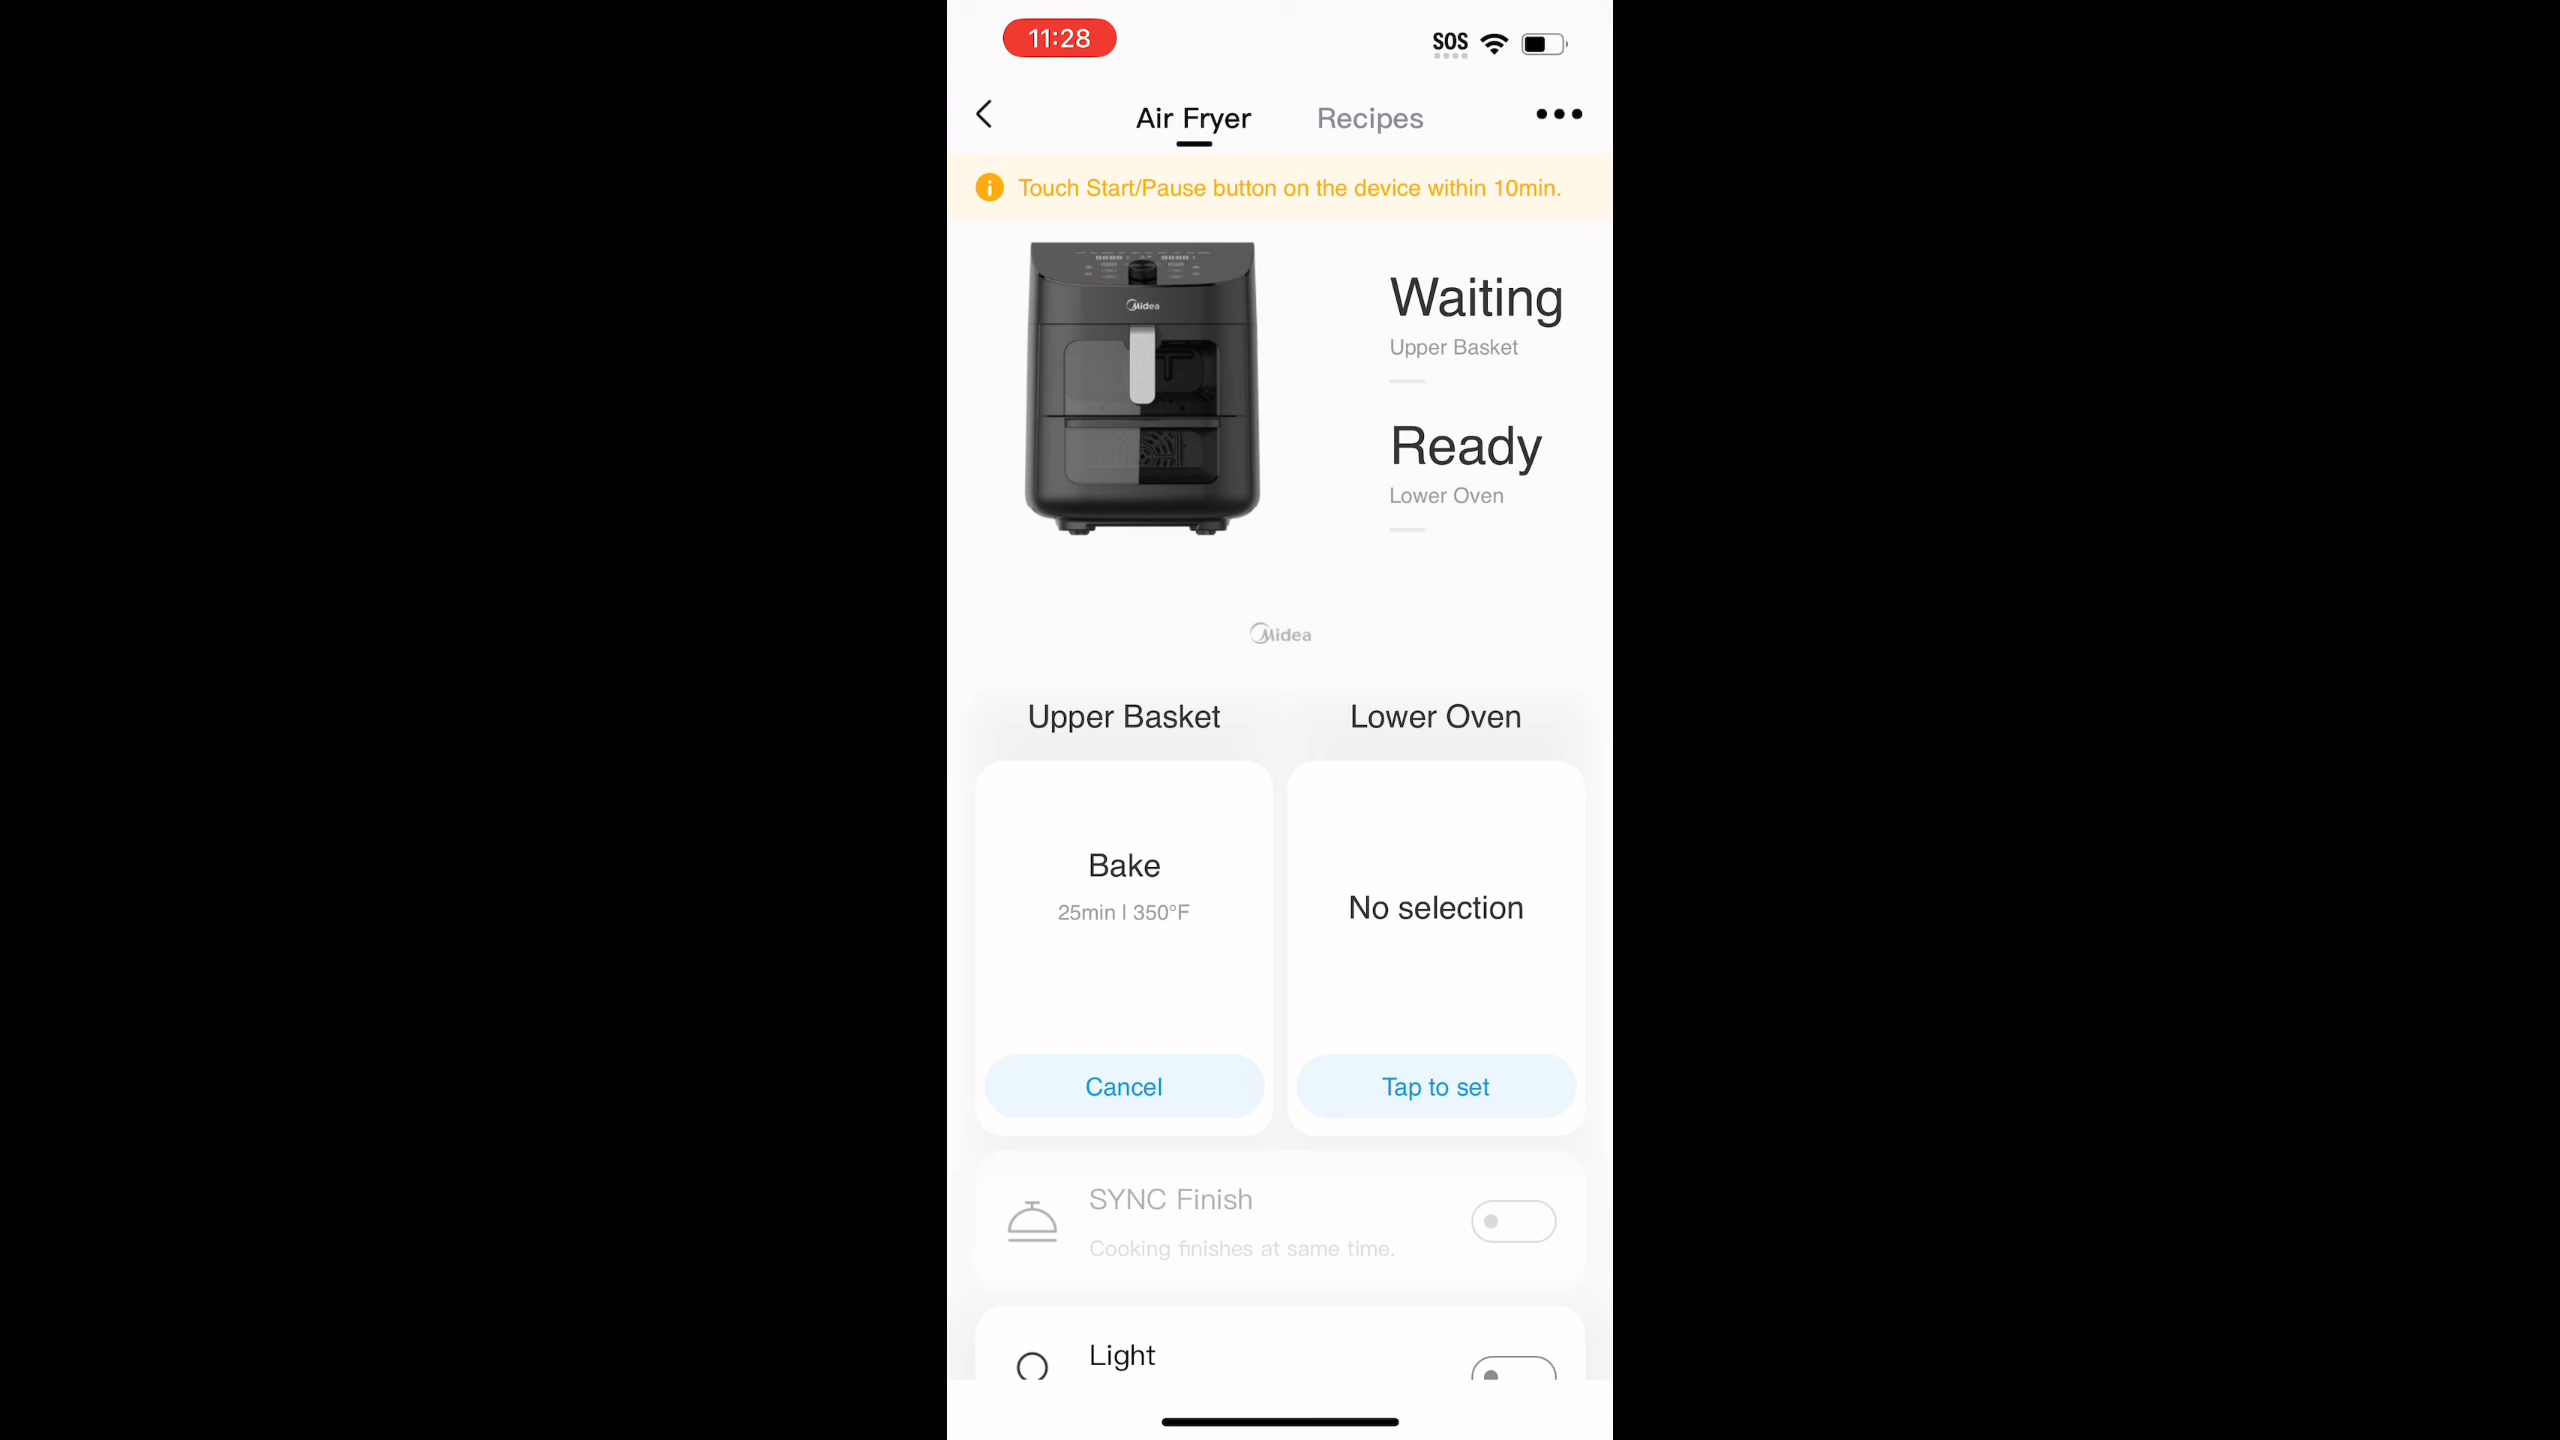 11:28
SOS
Air Fryer
Recipes
Touch Start/Pause button on the device within 10min.
Waiting
Upper Basket
Midea
Ready
Lower Oven
Midea
Upper Basket
Lower Oven
Bake
25min | 350°F
No selection
Cancel
Tap to set
SYNC Finish
Cooking finishes at same time.
Light